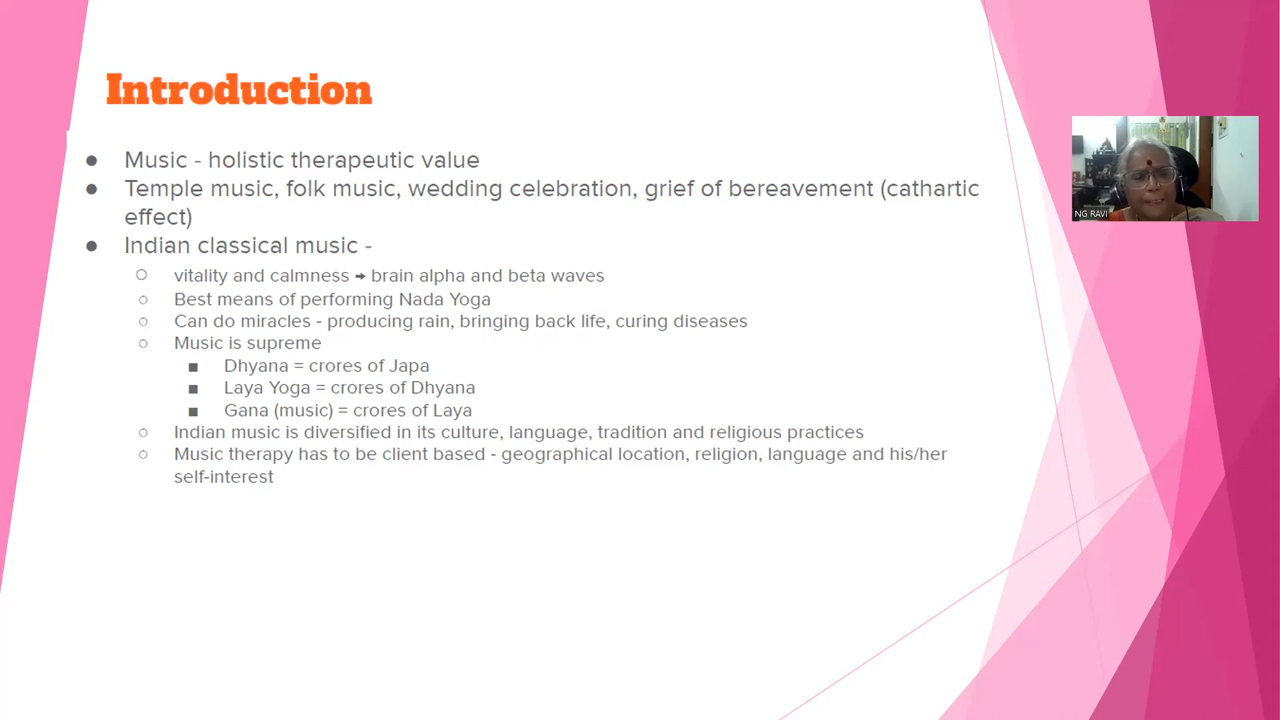 Introduction
● Music - holistic therapeutic value
● Temple music, folk music, wedding celebration, grief of bereavement (cathartic
effect)
● Indian classical music -
○ vitality and calmness → brain alpha and beta waves
○ Best means of performing Nada Yoga
○ Can do miracles - producing rain, bringing back life, curing diseases
○ Music is supreme
■ Dhyana = crores of Japa
■ Laya Yoga = crores of Dhyana
■ Gana (music) = crores of Laya
○ Indian music is diversified in its culture, language, tradition and religious practices
○ Music therapy has to be client based - geographical location, religion, language and his/her
self-interest
NG RAVI